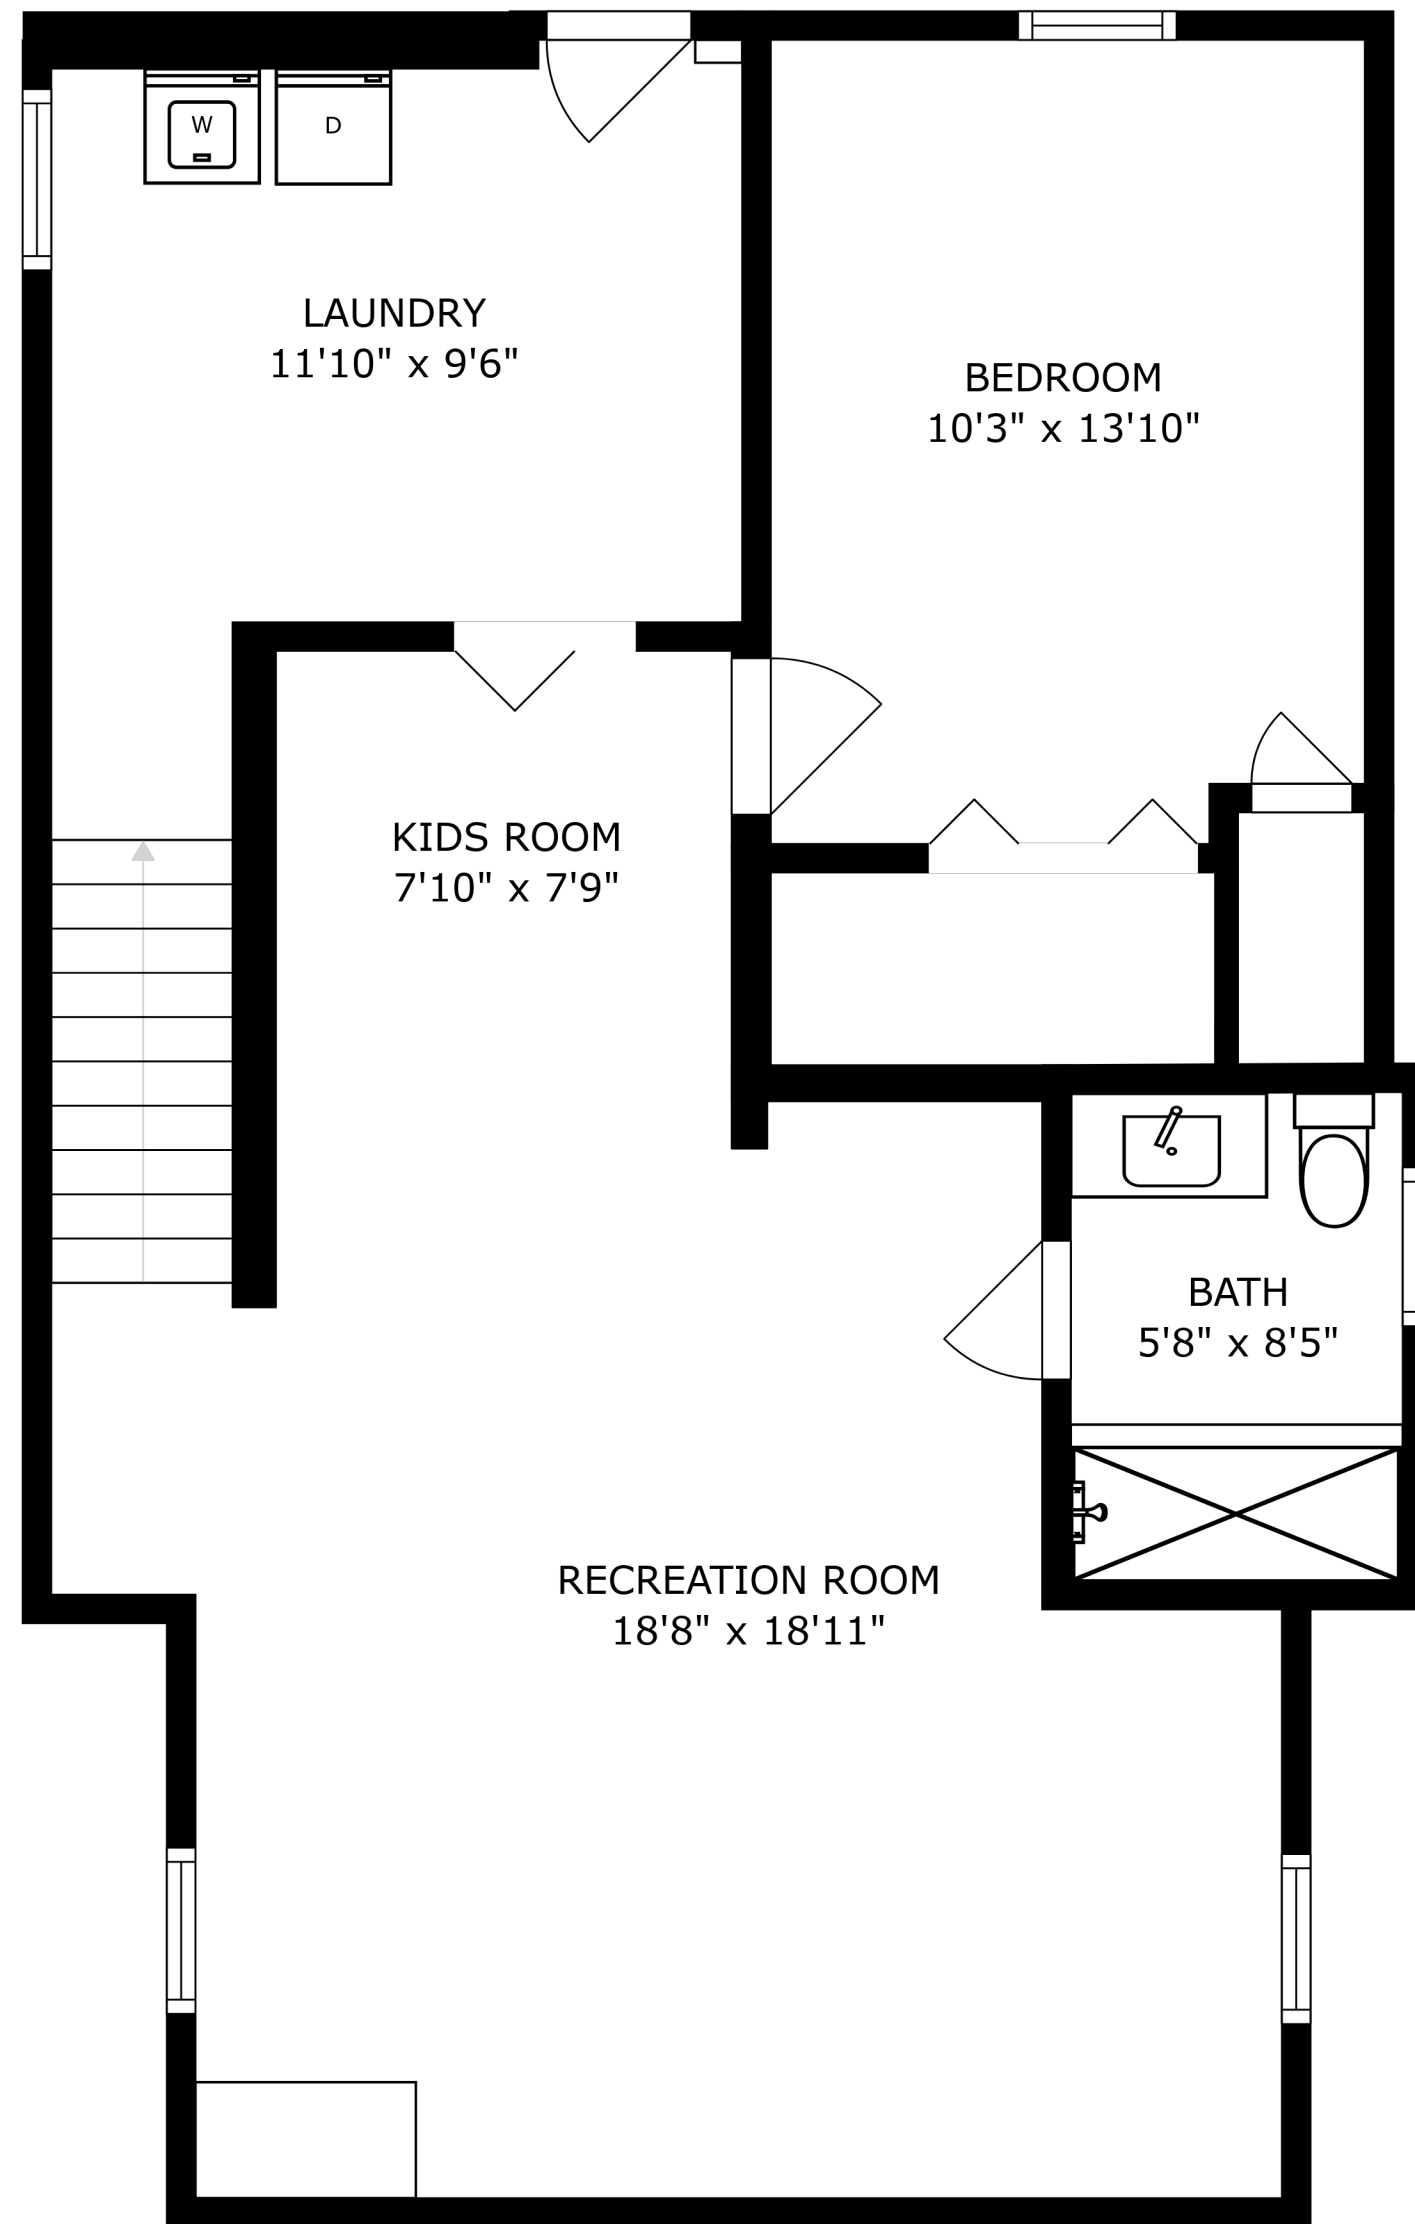 W
D
LAUNDRY
11'10" x 9'6"
BEDROOM
10'3" x 13'10"
KIDS ROOM
7'10" x 7'9"
BATH
5'8" x 8'5"
RECREATION ROOM
18'8" x 18'11"